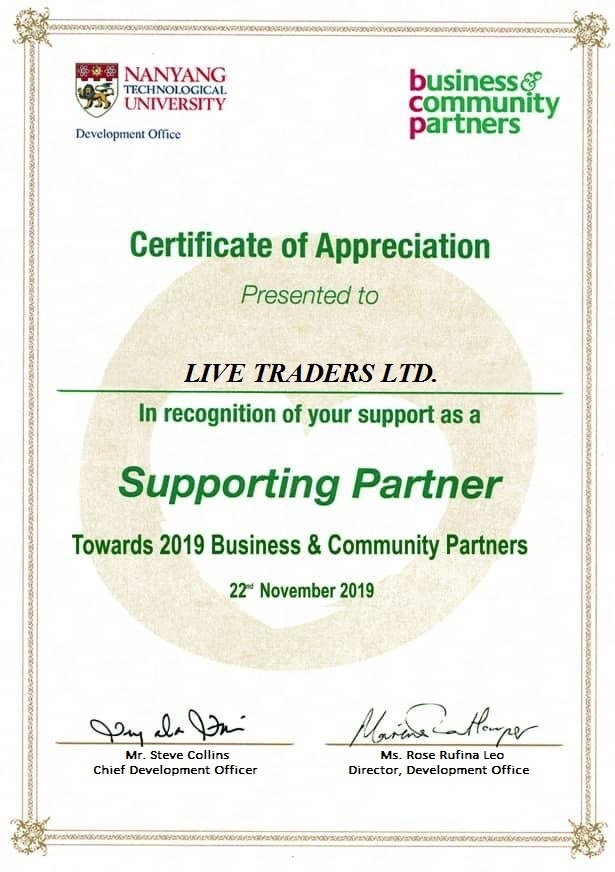 NANYANG
TECHNOLOGICAL
UNIVERSITY
Development Office
business&
community
partners
Certificate of Appreciation
Presented to
LIVE TRADERS LTD.
In recognition of your support as a
Supporting Partner
Towards 2019 Business & Community Partners
22nd November 2019
Mr. Steve Collins
Chief Development Officer
Ms. Rose Rufina Leo
Director, Development Office